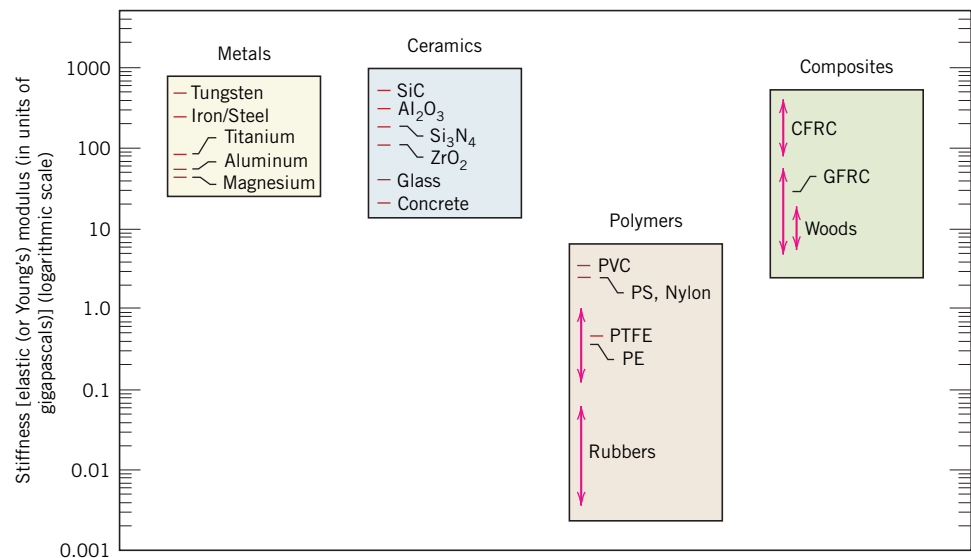 Stiffness [elastic (or Young's) modulus (in units of
gigapascals)] (logarithmic scale)
1000
100
10
1.0
0.1
0.01
0.001
Metals
Tungsten
Iron/Steel
Titanium
Aluminum
Magnesium
Ceramics
SiC
Al₂O₃
Si₃N₄
ZrO₂
Glass
Concrete
Polymers
PVC
PS, Nylon
PTFE
PE
Rubbers
Composites
CFRC
GFRC
Woods